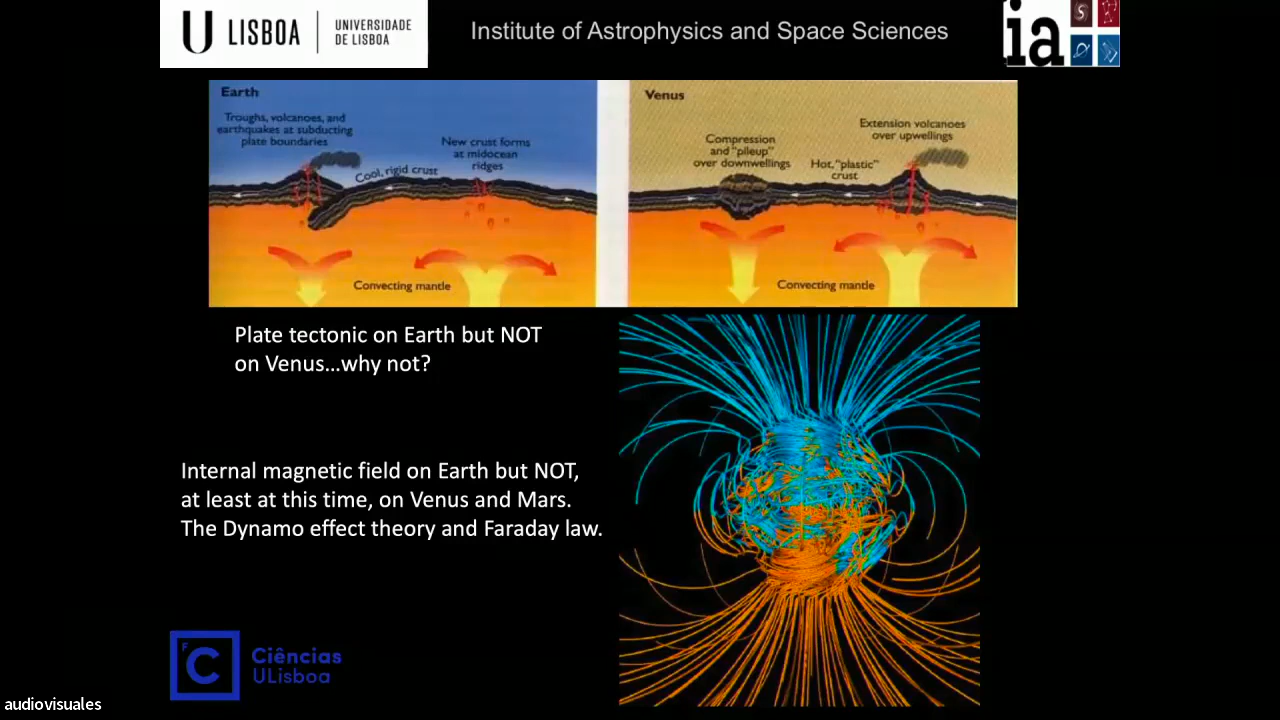 LISBOA
UNIVERSIDADE
DE LISBOA
Institute of Astrophysics and Space Sciences
ia
Earth
Troughs, volcanoes, and
earthquakes at subducting
plate boundaries
Cool, rigid crust
New crust forms
at midocean
ridges
Convecting mantle
Venus
Compression
and "pileup"
over downwellings
Hot, "plastic"
crust
Extension volcanoes
over upwellings
Convecting mantle
Plate tectonic on Earth but NOT
on Venus...why not?
Internal magnetic field on Earth but NOT,
at least at this time, on Venus and Mars.
The Dynamo effect theory and Faraday law.
F
C
Ciências
ULisboa
audiovisuales